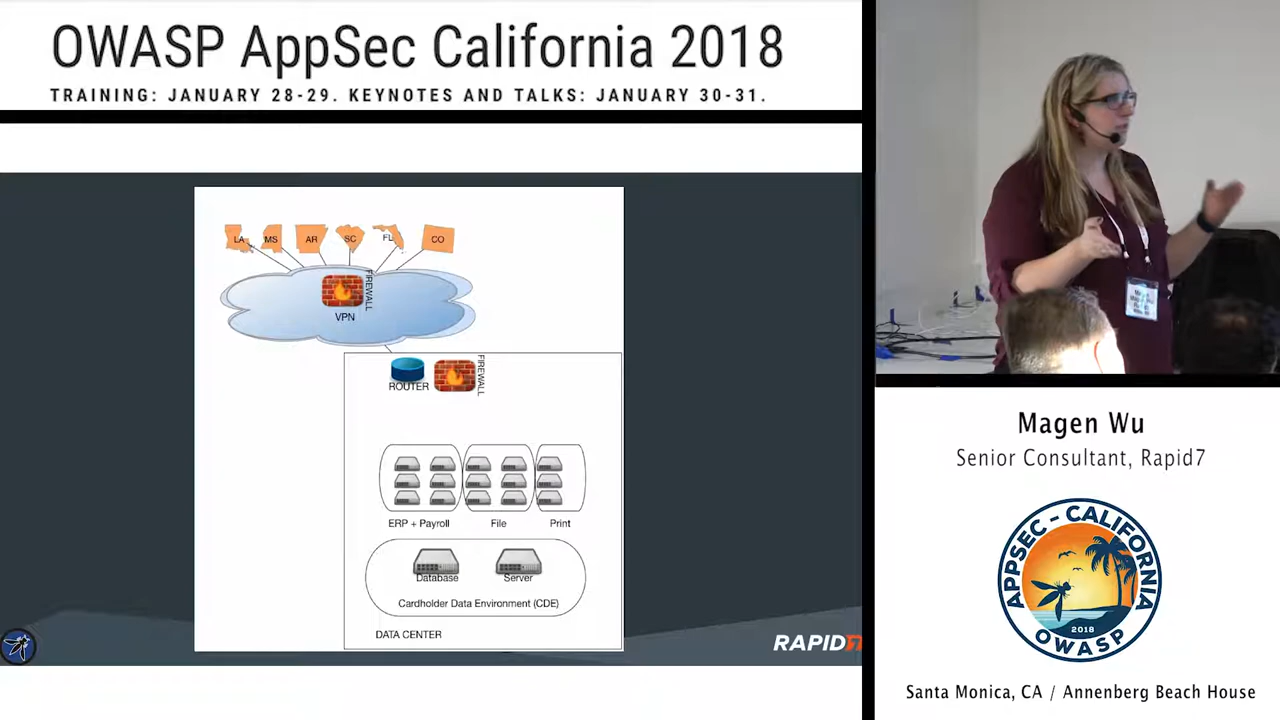 OWASP AppSec California 2018
TRAINING: JANUARY 28-29. KEYNOTES AND TALKS: JANUARY 30-31.
LA MS AR SC FL CO
FIREWALL
VPN
FIREWALL
ROUTER
ERP + Payroll File Print
Database Server
Cardholder Data Environment (CDE)
DATA CENTER
RAPID7
Magen Wu
Senior Consultant, Rapid7
APPSEC - CALIFORNIA
2018
OWASP
Santa Monica, CA / Annenberg Beach House